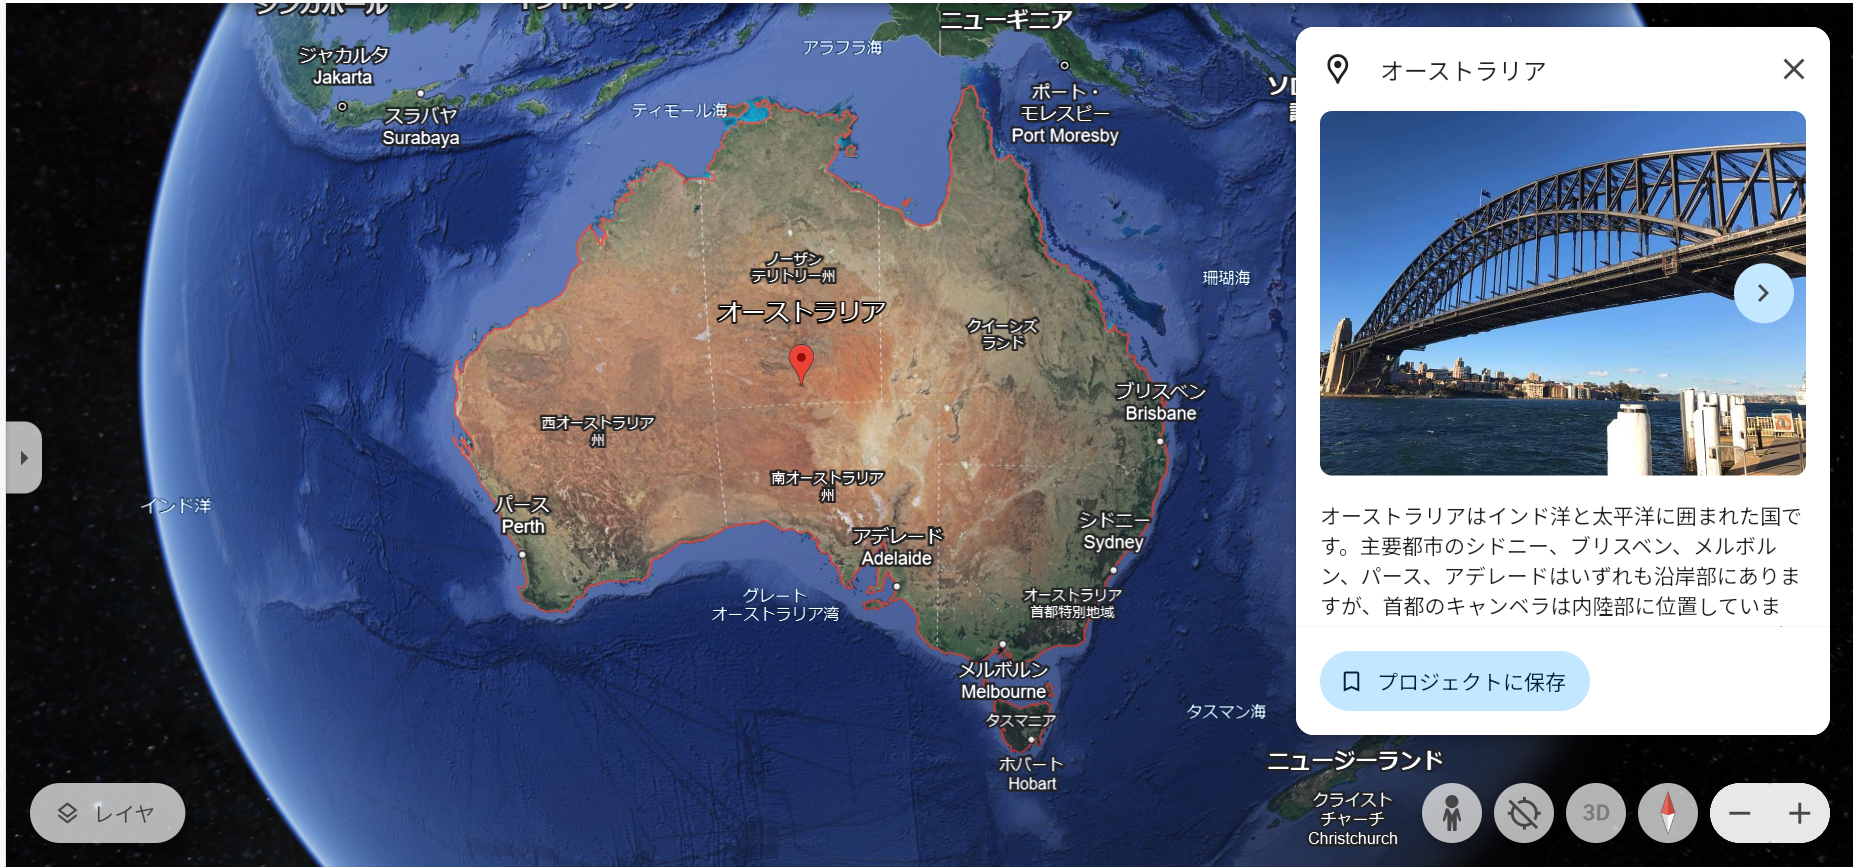 シンガポール
ニューギニア
アラフラ海
ジャカルタ
Jakarta
スラバヤ
Surabaya
ティモール海
ポート・
モレスビー
Port Moresby
ノーザン
テリトリー州
オーストラリア
クイーンズ
ランド
珊瑚海
ブリスベン
Brisbane
西オーストラリア
州
南オーストラリア
州
インド洋
パース
Perth
アデレード
Adelaide
シドニー
Sydney
グレート
オーストラリア湾
オーストラリア
首都特別地域
メルボルン
Melbourne
タスマニア
ホバート
Hobart
タスマン海
ニュージーランド
クライスト
チャーチ
Christchurch
レイヤ
3D
オーストラリア
オーストラリアはインド洋と太平洋に囲まれた国で
す。主要都市のシドニー、ブリスベン、メルボル
ン、パース、アデレードはいずれも沿岸部にありま
すが、首都のキャンベラは内陸部に位置していま
プロジェクトに保存